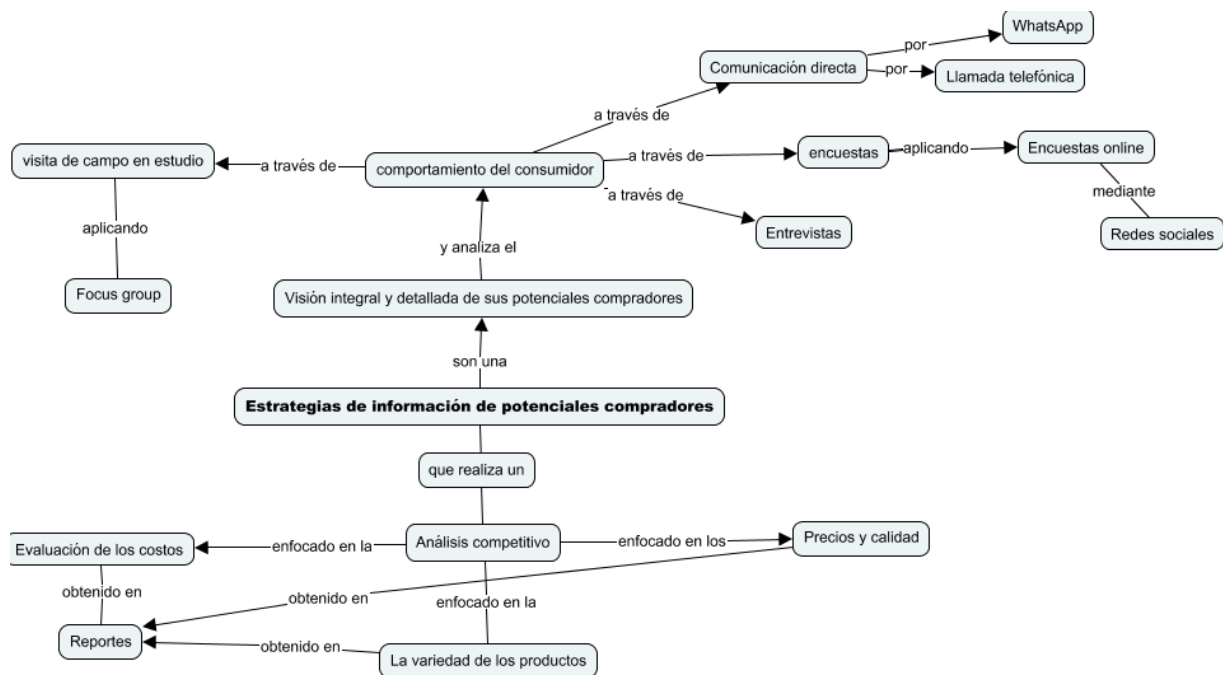 WhatsApp
por
Comunicación directa
por
Llamada telefónica
a través de
visita de campo en estudio
a través de
comportamiento del consumidor
a través de
encuestas
aplicando
Encuestas online
mediante
a través de
aplicando
Entrevistas
Redes sociales
y analiza el
Focus group
Visión integral y detallada de sus potenciales compradores
son una
Estrategias de información de potenciales compradores
que realiza un
Evaluación de los costos
enfocado en la
Análisis competitivo
enfocado en los
Precios y calidad
obtenido en
obtenido en
enfocado en la
Reportes
obtenido en
La variedad de los productos